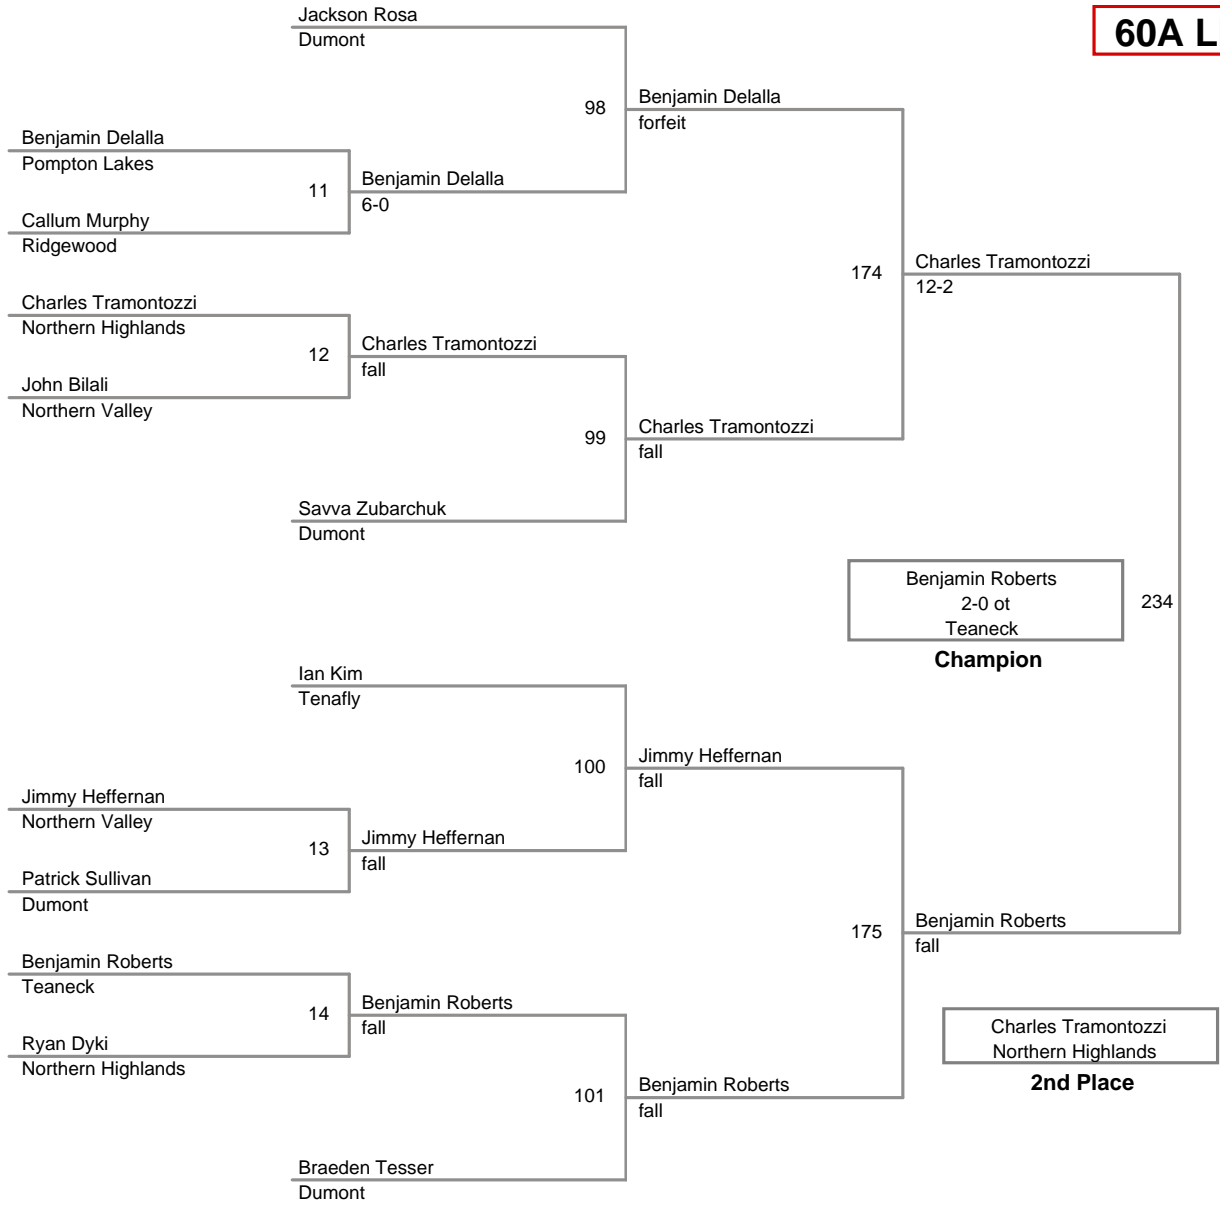 Jackson Rosa
Dumont
60A L
98
Benjamin Delalla
forfeit
Benjamin Delalla
Pompton Lakes
11
Benjamin Delalla
6-0
Callum Murphy
Ridgewood
174
Charles Tramontozzi
12-2
Charles Tramontozzi
Northern Highlands
12
Charles Tramontozzi
fall
John Bilali
Northern Valley
99
Charles Tramontozzi
fall
Savva Zubarchuk
Dumont
Benjamin Roberts
2-0 ot
Teaneck
Champion
234
Ian Kim
Tenafly
100
Jimmy Heffernan
fall
Jimmy Heffernan
Northern Valley
13
Jimmy Heffernan
fall
Patrick Sullivan
Dumont
175
Benjamin Roberts
fall
Benjamin Roberts
Teaneck
14
Benjamin Roberts
fall
Ryan Dyki
Northern Highlands
Charles Tramontozzi
Northern Highlands
2nd Place
101
Benjamin Roberts
fall
Braeden Tesser
Dumont